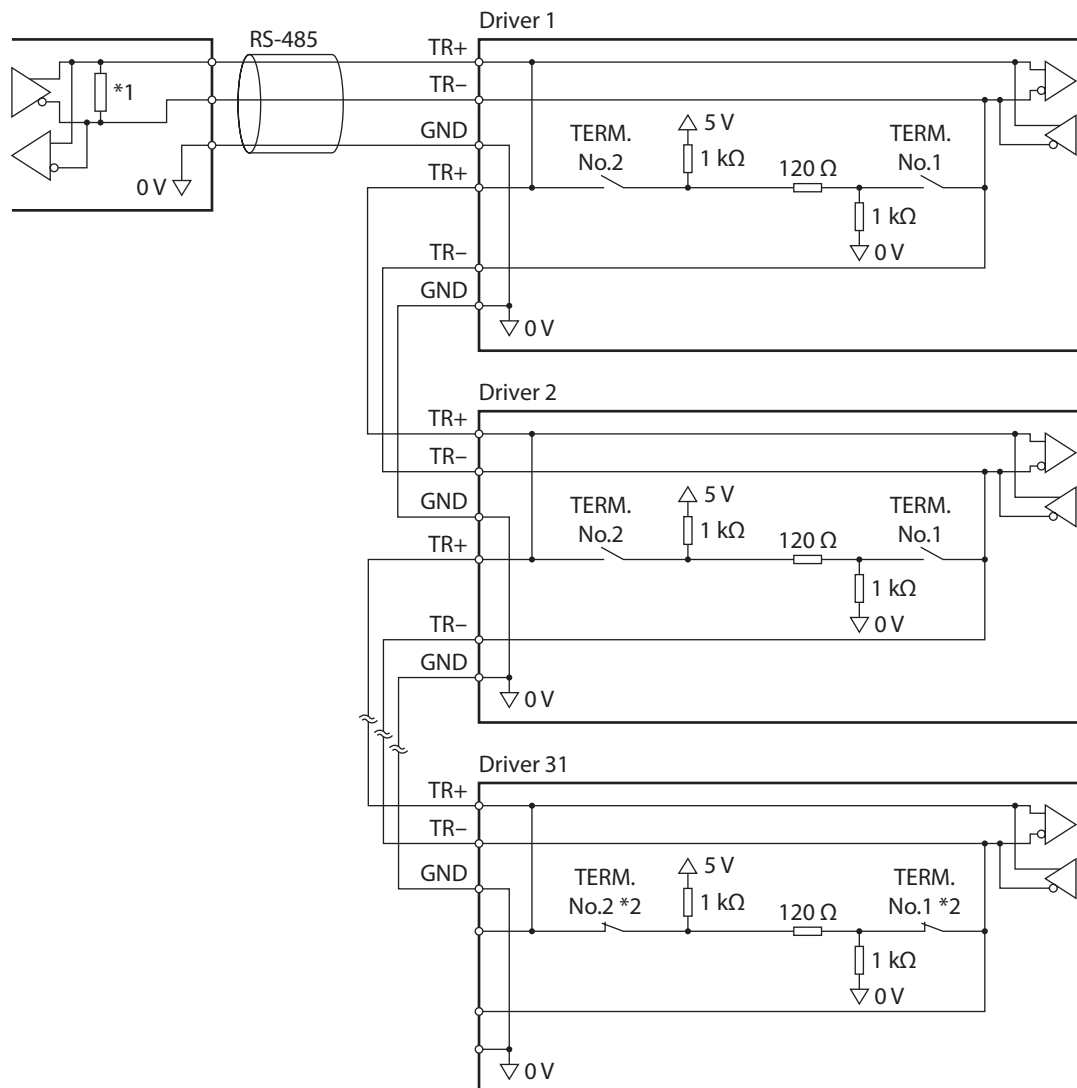 Driver 1
RS-485
TR+
TR–
*1
GND
0 V
TR+
TERM.
No.2
5 V
1 kΩ
120 Ω
TERM.
No.1
1 kΩ
0 V
TR–
GND
0 V
Driver 2
TR+
TR–
GND
TR+
TERM.
No.2
5 V
1 kΩ
120 Ω
TERM.
No.1
1 kΩ
0 V
TR–
GND
0 V
Driver 31
TR+
TR–
GND
TERM.
No.2 *2
5 V
1 kΩ
120 Ω
TERM.
No.1 *2
1 kΩ
0 V
0 V